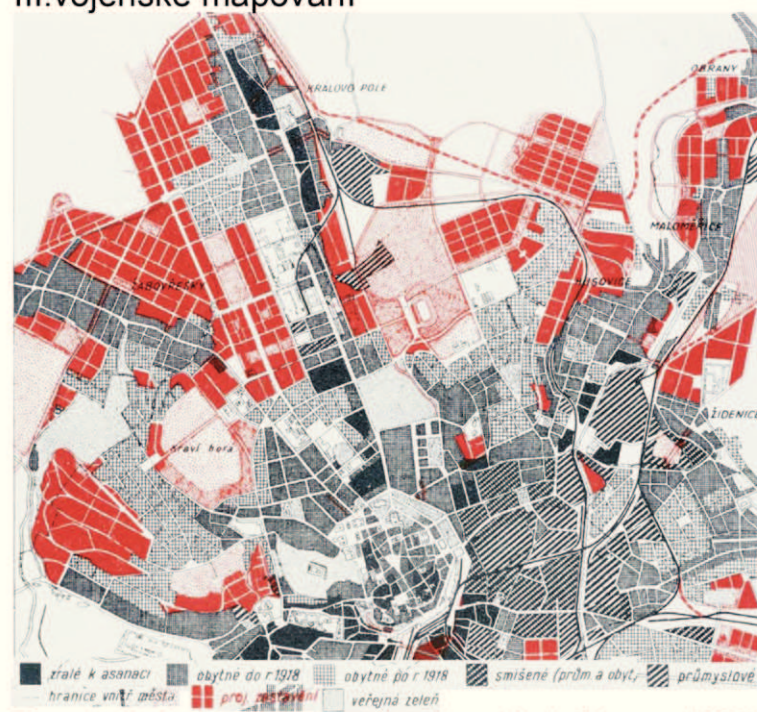 III.vojenské mapování
KRÁLOVO POLE
OBŘANY
MALOMĚŘICE
ŽABOVŘESKY
HUSOVICE
ŽIDENICE
kraví hora
zralé k asanaci
obytné do r 1918
obytné po r 1918
smíšené (prům a obyt,
průmyslové
hranice vnitř města
proj zastavění
veřejná zeleň